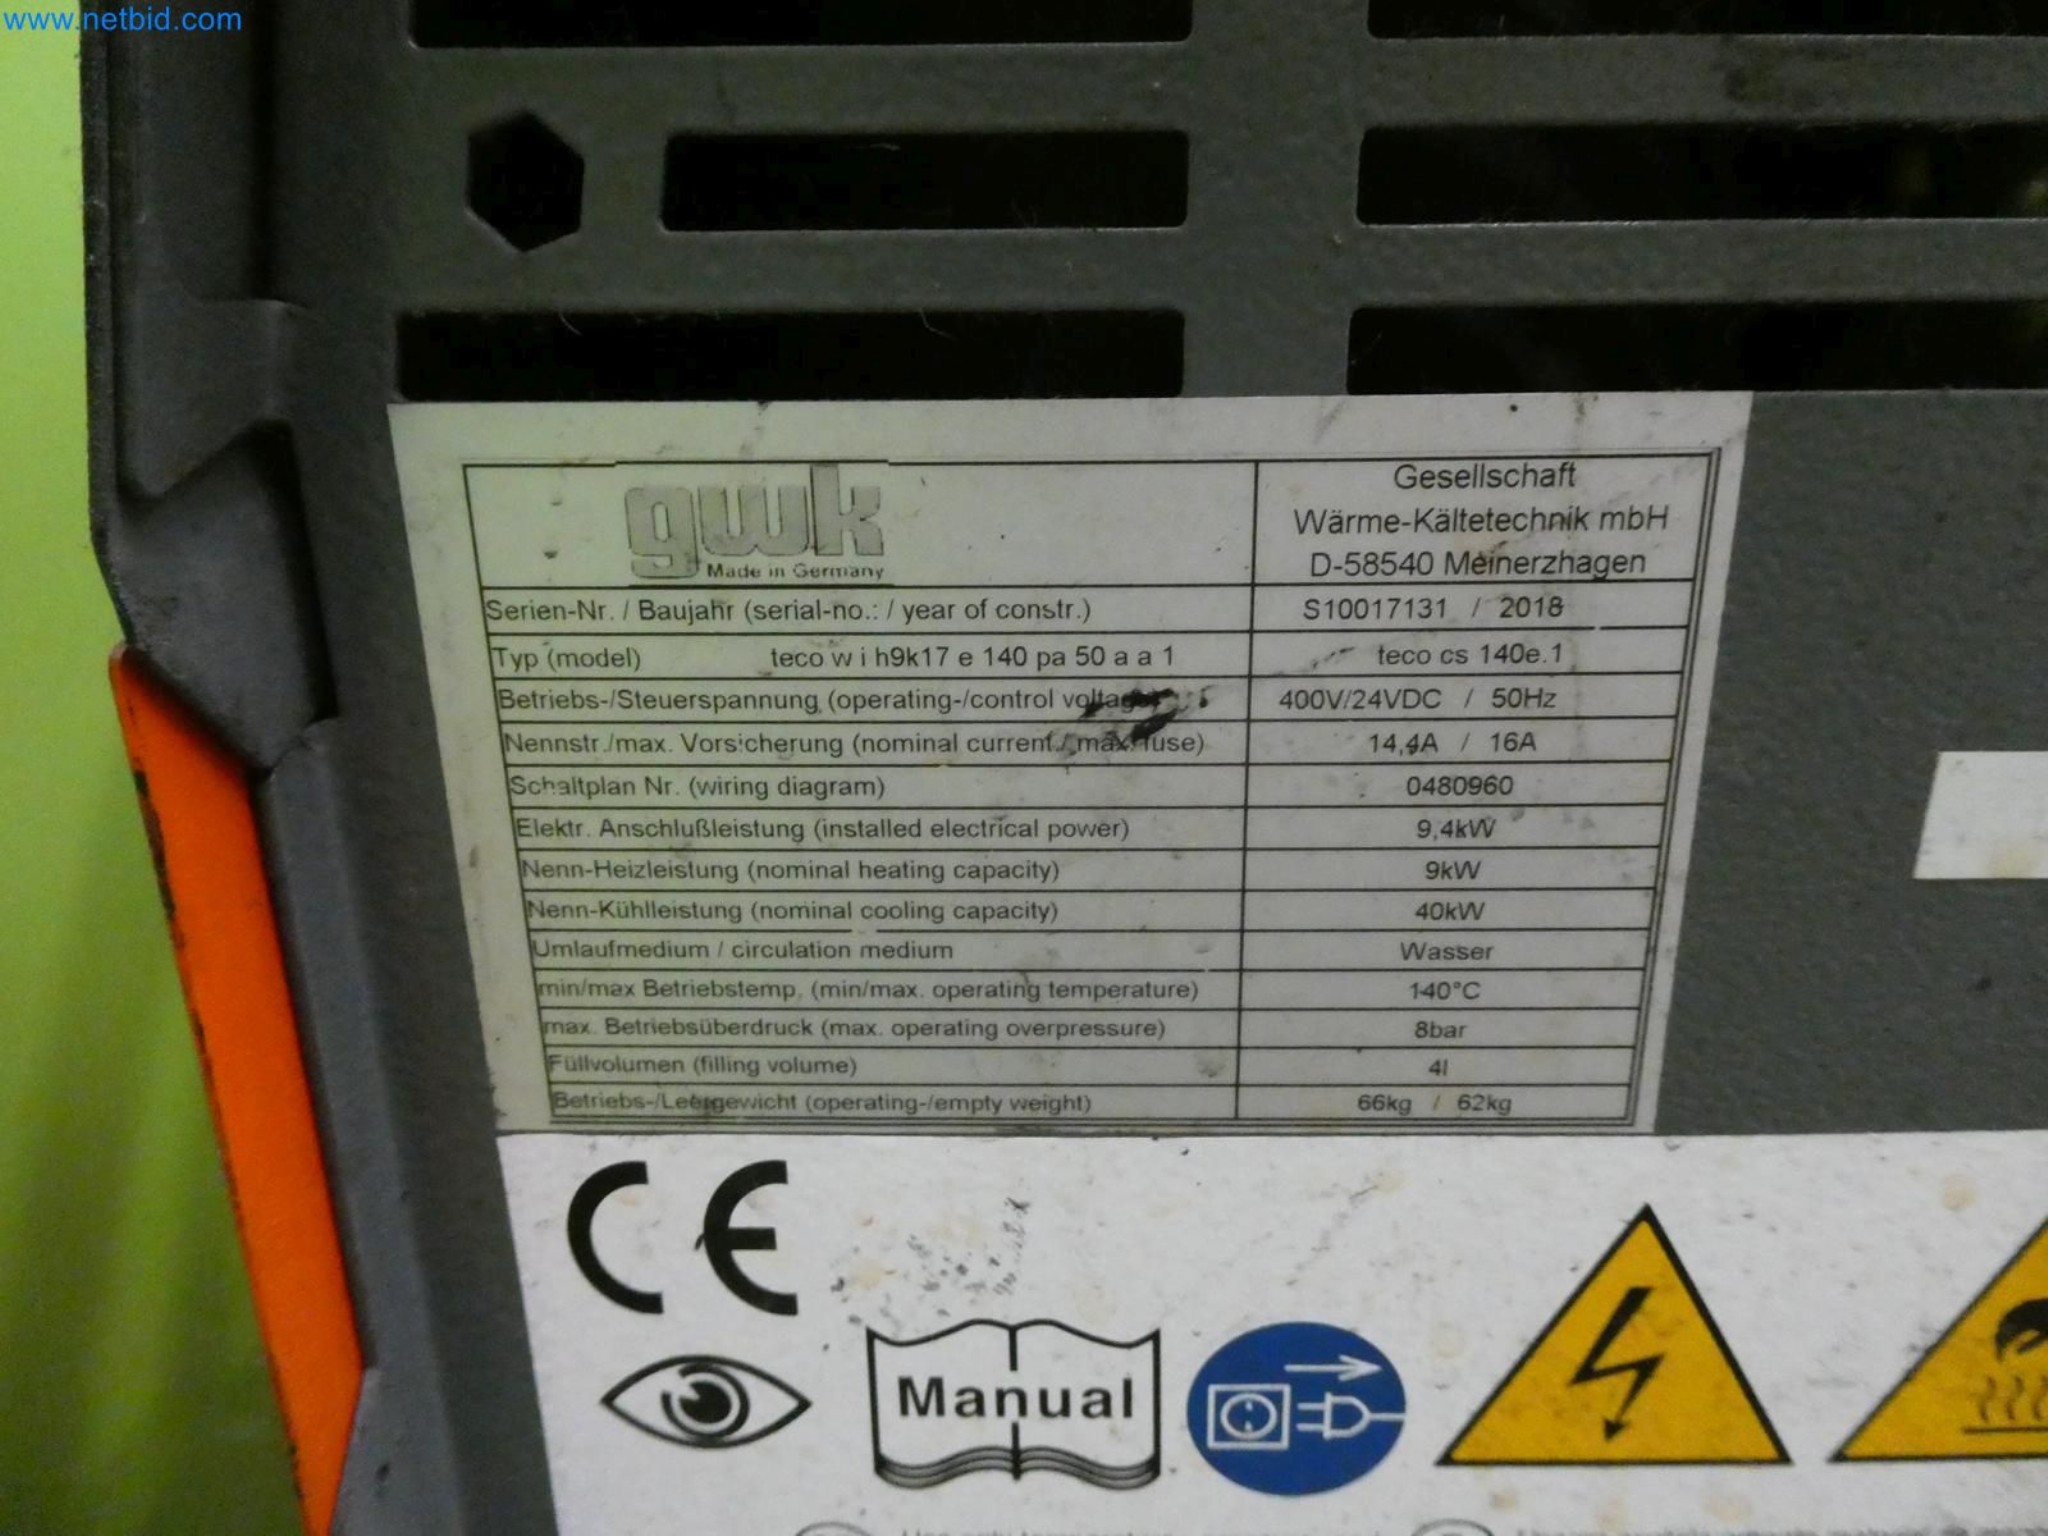 www.netbid.com
gwk
Made in Germany
Gesellschaft
Wärme-Kältetechnik mbH
D-58540 Meinerzhagen
Serien-Nr. / Baujahr (serial-no.: / year of constr.) S10017131 / 2018
Typ (model) teco w i h9k17 e 140 pa 50 a a 1 teco cs 140e.1
Betriebs-/Steuerspannung (operating-/control voltage) 400V/24VDC / 50Hz
Nennstr./max. Vorsicherung (nominal current./ max. fuse) 14,4A / 16A
Schaltplan Nr. (wiring diagram) 0480960
Elektr. Anschlußleistung (installed electrical power) 9,4kW
Nenn-Heizleistung (nominal heating capacity) 9kW
Nenn-Kühlleistung (nominal cooling capacity) 40kW
Umlaufmedium / circulation medium Wasser
min/max Betriebstemp. (min/max. operating temperature) 140°C
max. Betriebsüberdruck (max. operating overpressure) 8bar
Füllvolumen (filling volume) 4l
Betriebs-/Leergewicht (operating-/empty weight) 66kg / 62kg
CE
Manual